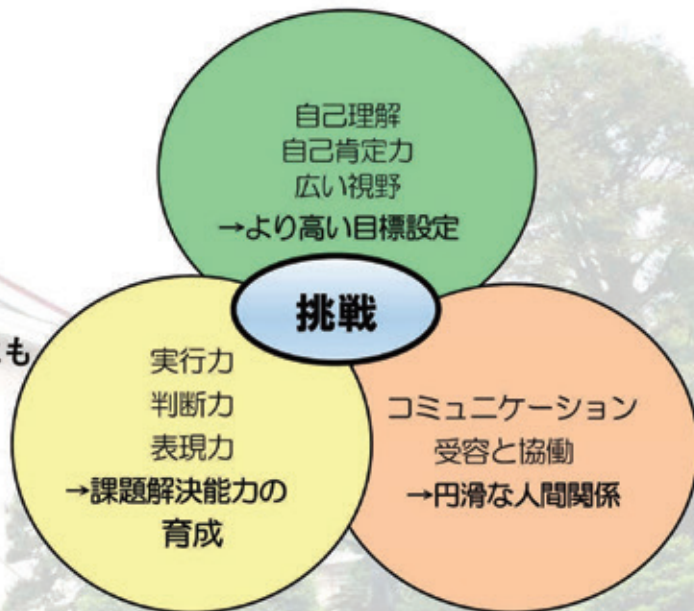 自己理解
自己肯定力
広い視野
→より高い目標設定
挑戦
も
実行力
判断力
表現力
→課題解決能力の
育成
コミュニケーション
受容と協働
→円滑な人間関係